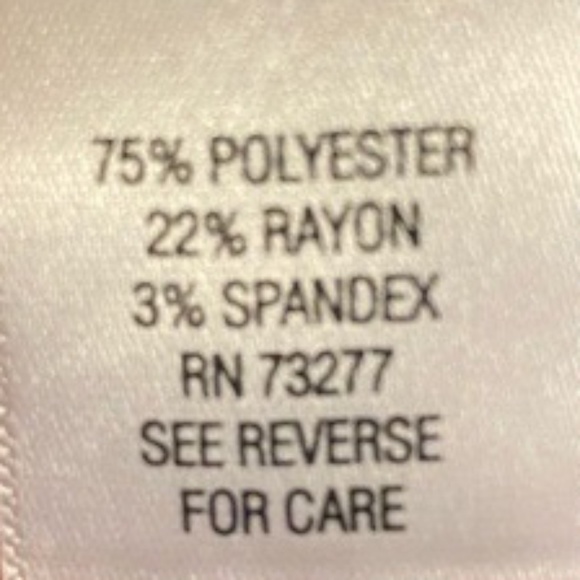 75% POLYESTER
22% RAYON
3% SPANDEX
RN 73277
SEE REVERSE
FOR CARE